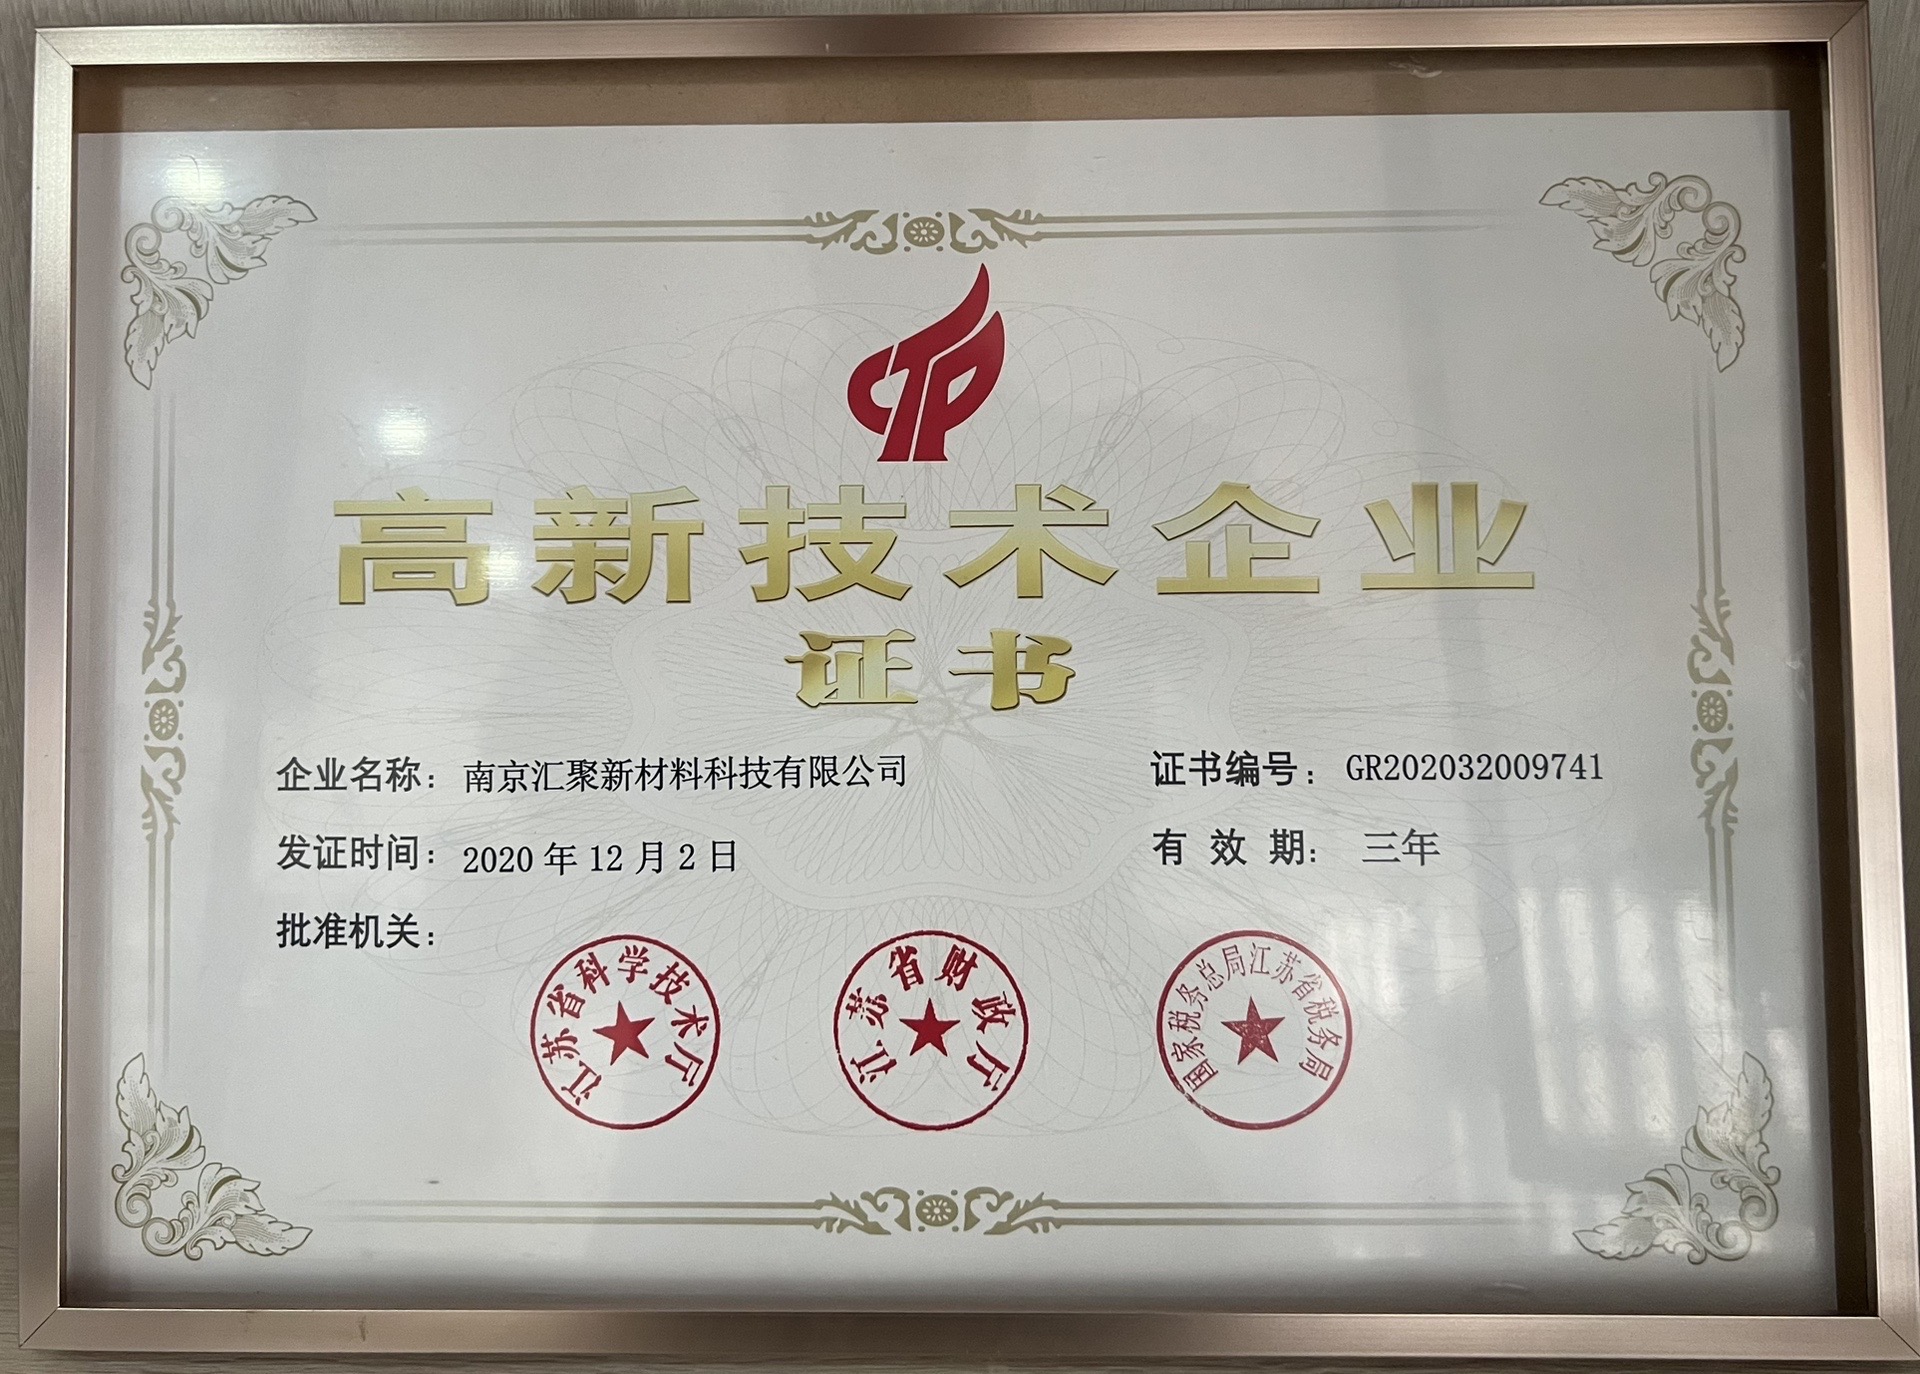 高新技术企业
证书
企业名称：南京汇聚新材料科技有限公司
证书编号：GR202032009741
发证时间：2020年12月2日
有效期：三年
批准机关：
江苏省科学技术厅
江苏省财政厅
国家税务总局江苏省税务局